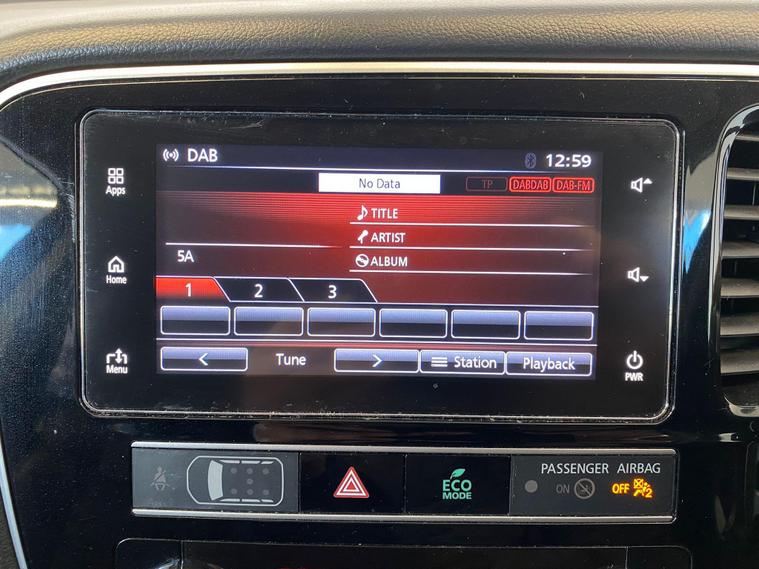 DAB
12:59
No Data
TP
DABDAB
DAB-FM
Apps
TITLE
ARTIST
5A
ALBUM
Home
1
2
3
<
Tune
>
Station
Playback
Menu
PWR
ECO
MODE
PASSENGER AIRBAG
ON
OFF
2